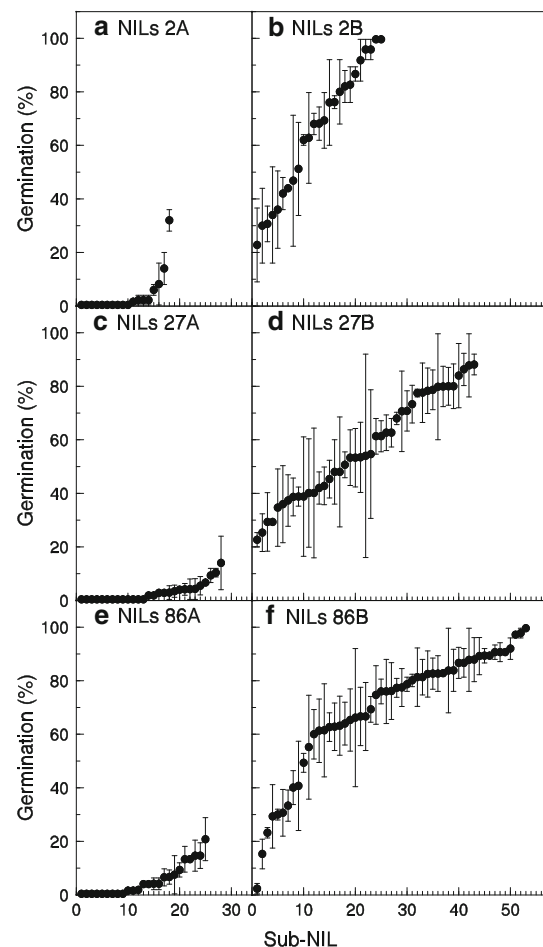 a NILs 2A
b NILs 2B
100
80
60
40
20
0
Germination (%)
c NILs 27A
d NILs 27B
100
80
60
40
20
0
Germination (%)
e NILs 86A
f NILs 86B
100
80
60
40
20
0
Germination (%)
0 10 20 30 0 10 20 30 40 50
Sub-NIL